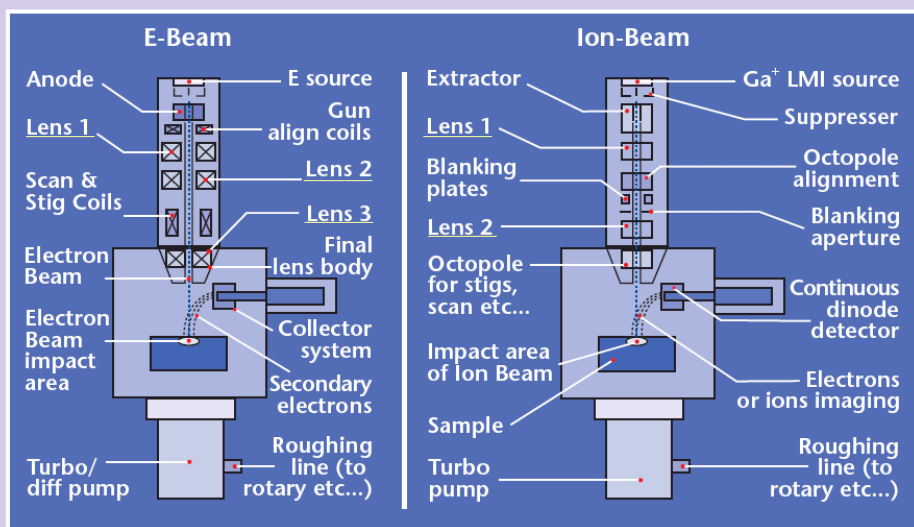 E-Beam
Anode
E source
Lens 1
Gun
align coils
Scan &
Stig Coils
Lens 2
Lens 3
Electron
Beam
Final
lens body
Electron
Beam
impact
area
Collector
system
Secondary
electrons
Turbo/
diff pump
Roughing
line (to
rotary etc...)
Ion-Beam
Extractor
Ga+ LMI source
Suppresser
Lens 1
Blanking
plates
Octopole
alignment
Lens 2
Blanking
aperture
Octopole
for stigs,
scan etc...
Continuous
dinode
detector
Impact area
of Ion Beam
Electrons
or ions imaging
Sample
Turbo
pump
Roughing
line (to
rotary etc...)